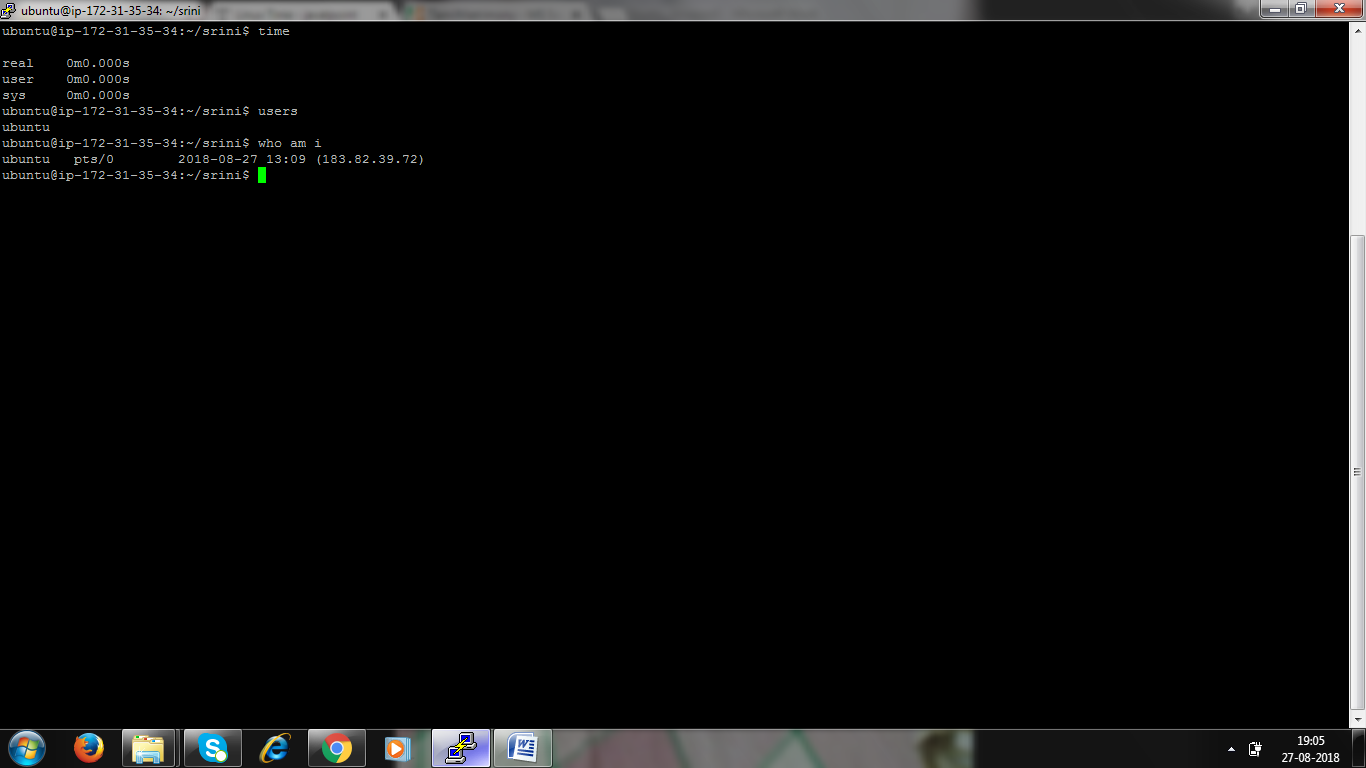 ubuntu@ip-172-31-35-34: ~/srini
ubuntu@ip-172-31-35-34:~/srini$ time
real    0m0.000s
user    0m0.000s
sys     0m0.000s
ubuntu@ip-172-31-35-34:~/srini$ users
ubuntu
ubuntu@ip-172-31-35-34:~/srini$ who am i
ubuntu   pts/0        2018-08-27 13:09 (183.82.39.72)
ubuntu@ip-172-31-35-34:~/srini$
19:05
27-08-2018